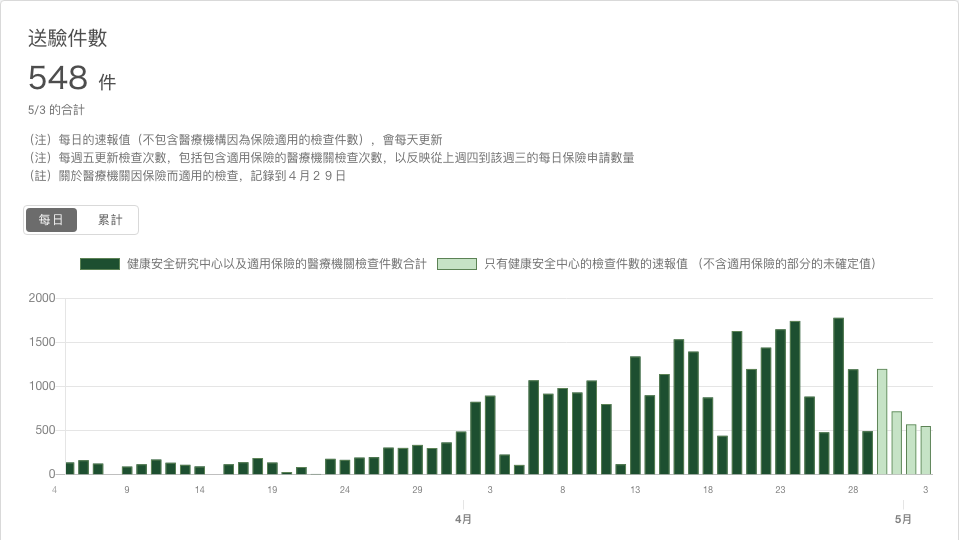 送驗件數
548 件
5/3 的合計
（注）每日的速報值（不包含醫療機構因為保險適用的檢查件數），會每天更新
（注）每週五更新檢查次數，包括包含適用保險的醫療機關檢查次數，以反映從上週四到該週三的每日保險申請數量
（註）關於醫療機關因保險而適用的檢查，記錄到４月２９日
每日 累計
健康安全研究中心以及適用保險的醫療機關檢查件數合計 只有健康安全中心的檢查件數的速報值 （不含適用保險的部分的未確定值）
2000
1500
1000
500
0
4 9 14 19 24 29 3 8 13 18 23 28 3
4月 5月